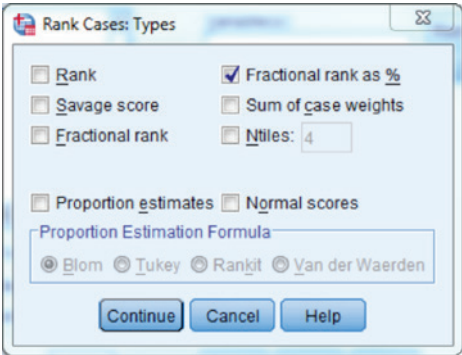 Rank Cases: Types
Rank
Fractional rank as %
Savage score
Sum of case weights
Fractional rank
Ntiles: 4
Proportion estimates
Normal scores
Proportion Estimation Formula
Blom Tukey Rankit Van der Waerden
Continue Cancel Help